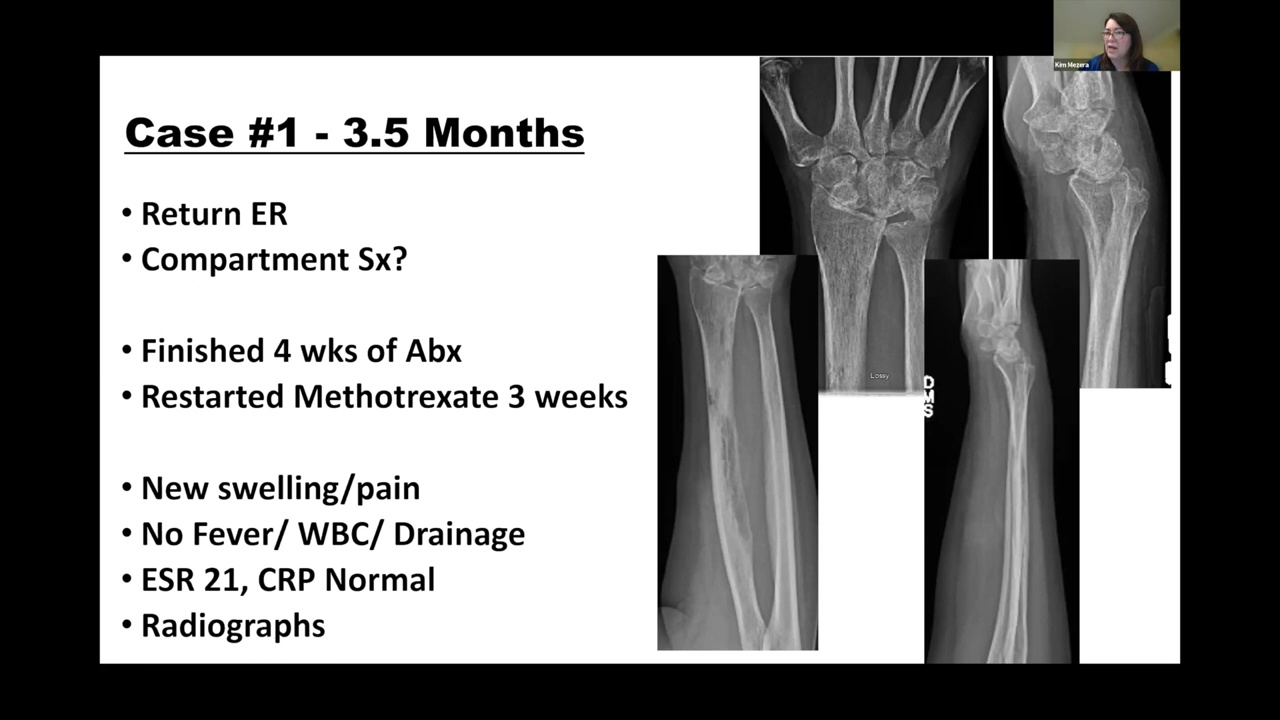 Kim Mezera
Case #1 - 3.5 Months
• Return ER
• Compartment Sx?
• Finished 4 wks of Abx
• Restarted Methotrexate 3 weeks
• New swelling/pain
• No Fever/ WBC/ Drainage
• ESR 21, CRP Normal
• Radiographs
Lossy
D
M
S